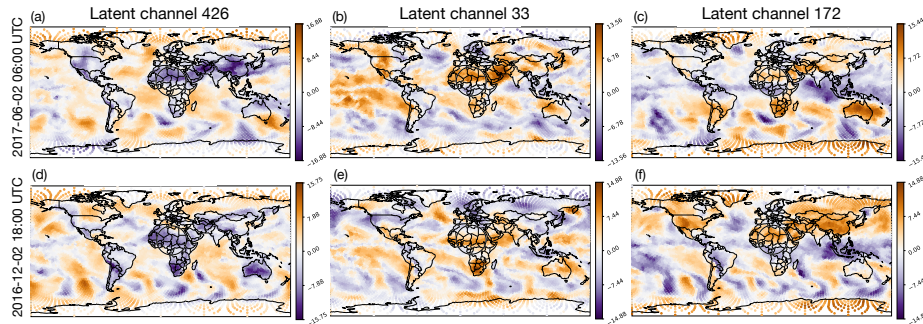 Latent channel 426
Latent channel 33
Latent channel 172
2017-06-02 06:00 UTC
(a)
16.88
8.44
0.00
−8.44
−16.88
(b)
13.56
6.78
0.00
−6.78
−13.56
(c)
15.44
7.72
0.00
−7.72
2016-12-02 18:00 UTC
(d)
15.75
7.88
0.00
−7.88
−15.75
(e)
14.88
7.44
0.00
−7.44
−14.88
(f)
14.88
7.44
0.00